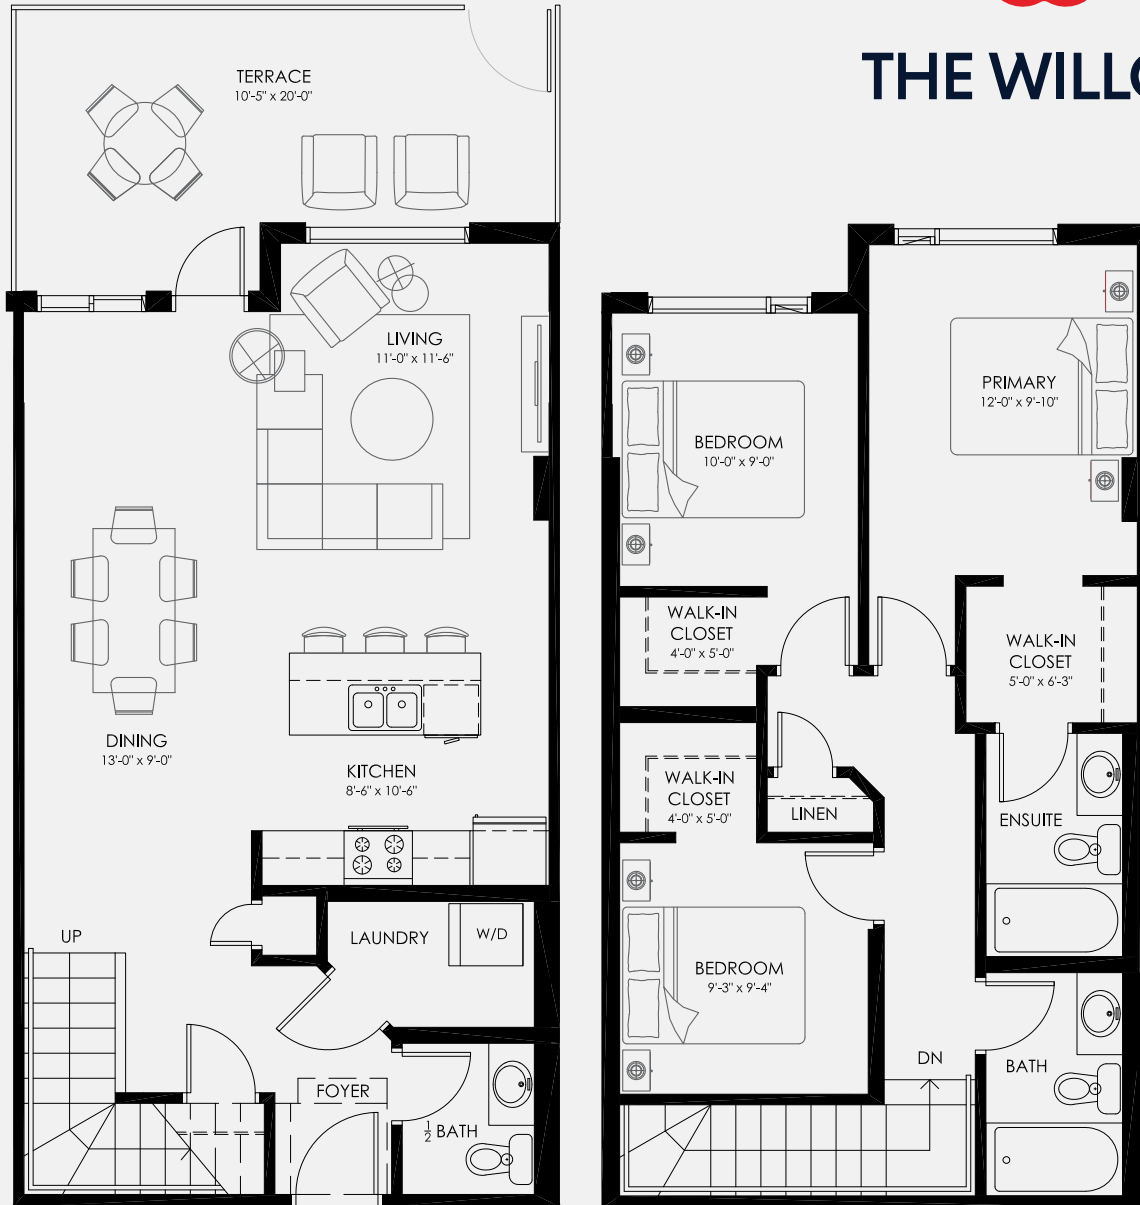 THE WILLO
TERRACE
10'-5" x 20'-0"
LIVING
11'-0" x 11'-6"
DINING
13'-0" x 9'-0"
KITCHEN
8'-6" x 10'-6"
UP
LAUNDRY
W/D
FOYER
½ BATH
PRIMARY
12'-0" x 9'-10"
BEDROOM
10'-0" x 9'-0"
WALK-IN
CLOSET
4'-0" x 5'-0"
WALK-IN
CLOSET
5'-0" x 6'-3"
WALK-IN
CLOSET
4'-0" x 5'-0"
LINEN
ENSUITE
BEDROOM
9'-3" x 9'-4"
DN
BATH